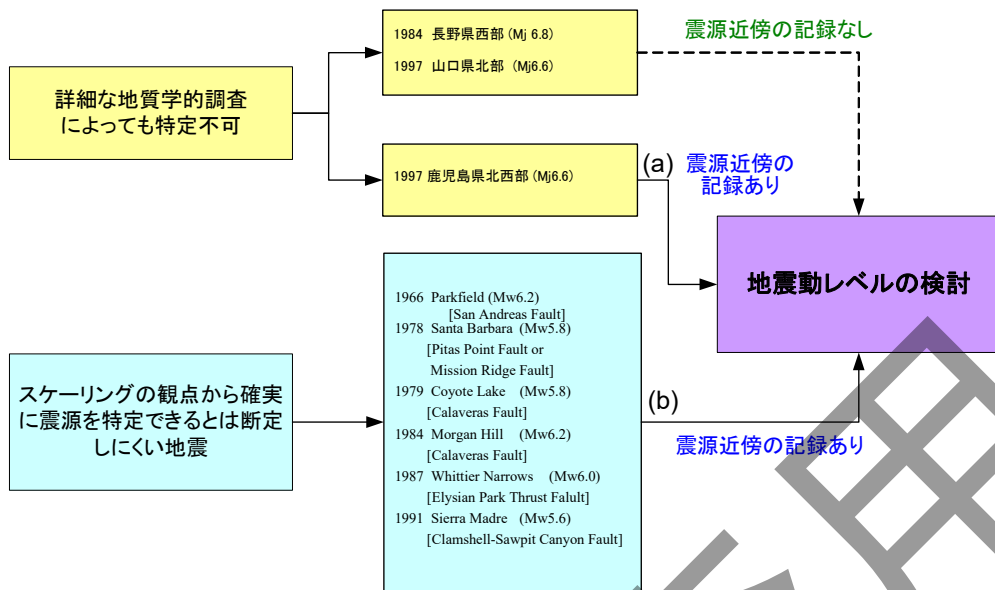 詳細な地質学的調査
によっても特定不可
1984 長野県西部(Mj 6.8)
1997 山口県北部 (Mj6.6)
震源近傍の記録なし
1997 鹿児島県北西部(Mj6.6)
(a)
震源近傍の
記録あり
地震動レベルの検討
スケーリングの観点から確実
に震源を特定できるとは断定
しにくい地震
1966 Parkfield (Mw6.2)
[San Andreas Fault]
1978 Santa Barbara (Mw5.8)
[Pitas Point Fault or
Mission Ridge Fault]
1979 Coyote Lake (Mw5.8)
[Calaveras Fault]
1984 Morgan Hill (Mw6.2)
[Calaveras Fault]
1987 Whittier Narrows (Mw6.0)
[Elysian Park Thrust Falult]
1991 Sierra Madre (Mw5.6)
[Clamshell-Sawpit Canyon Fault]
(b)
震源近傍の記録あり